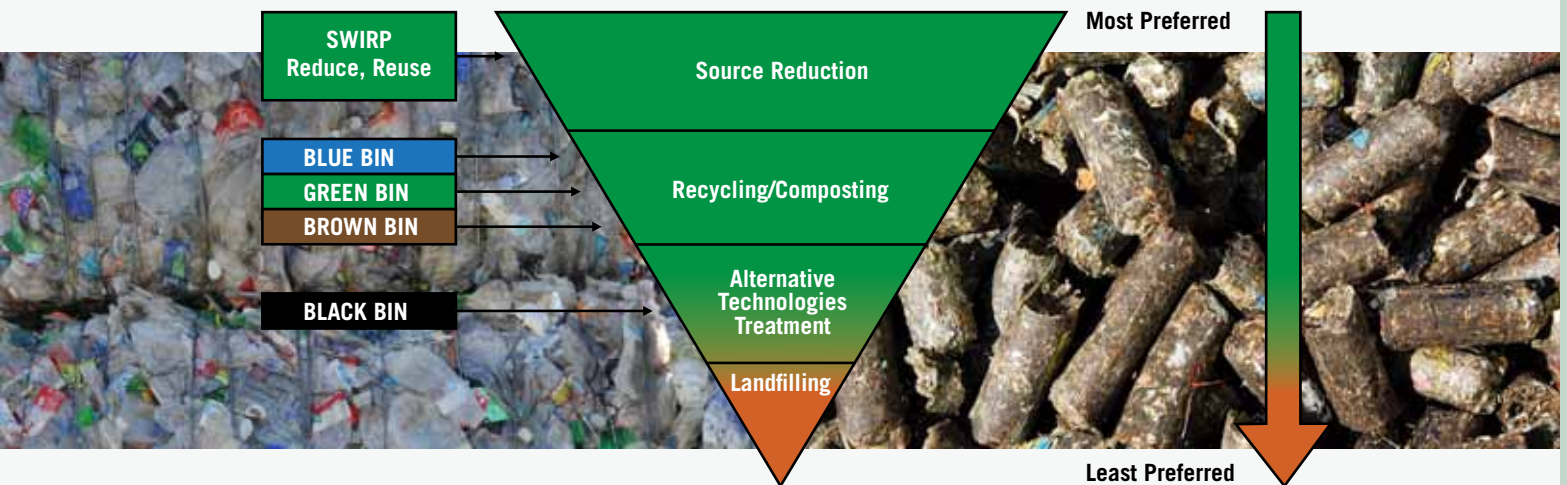 SWIRP
Reduce, Reuse
BLUE BIN
GREEN BIN
BROWN BIN
BLACK BIN
Source Reduction
Recycling/Composting
Alternative
Technologies
Treatment
Landfilling
Most Preferred
Least Preferred